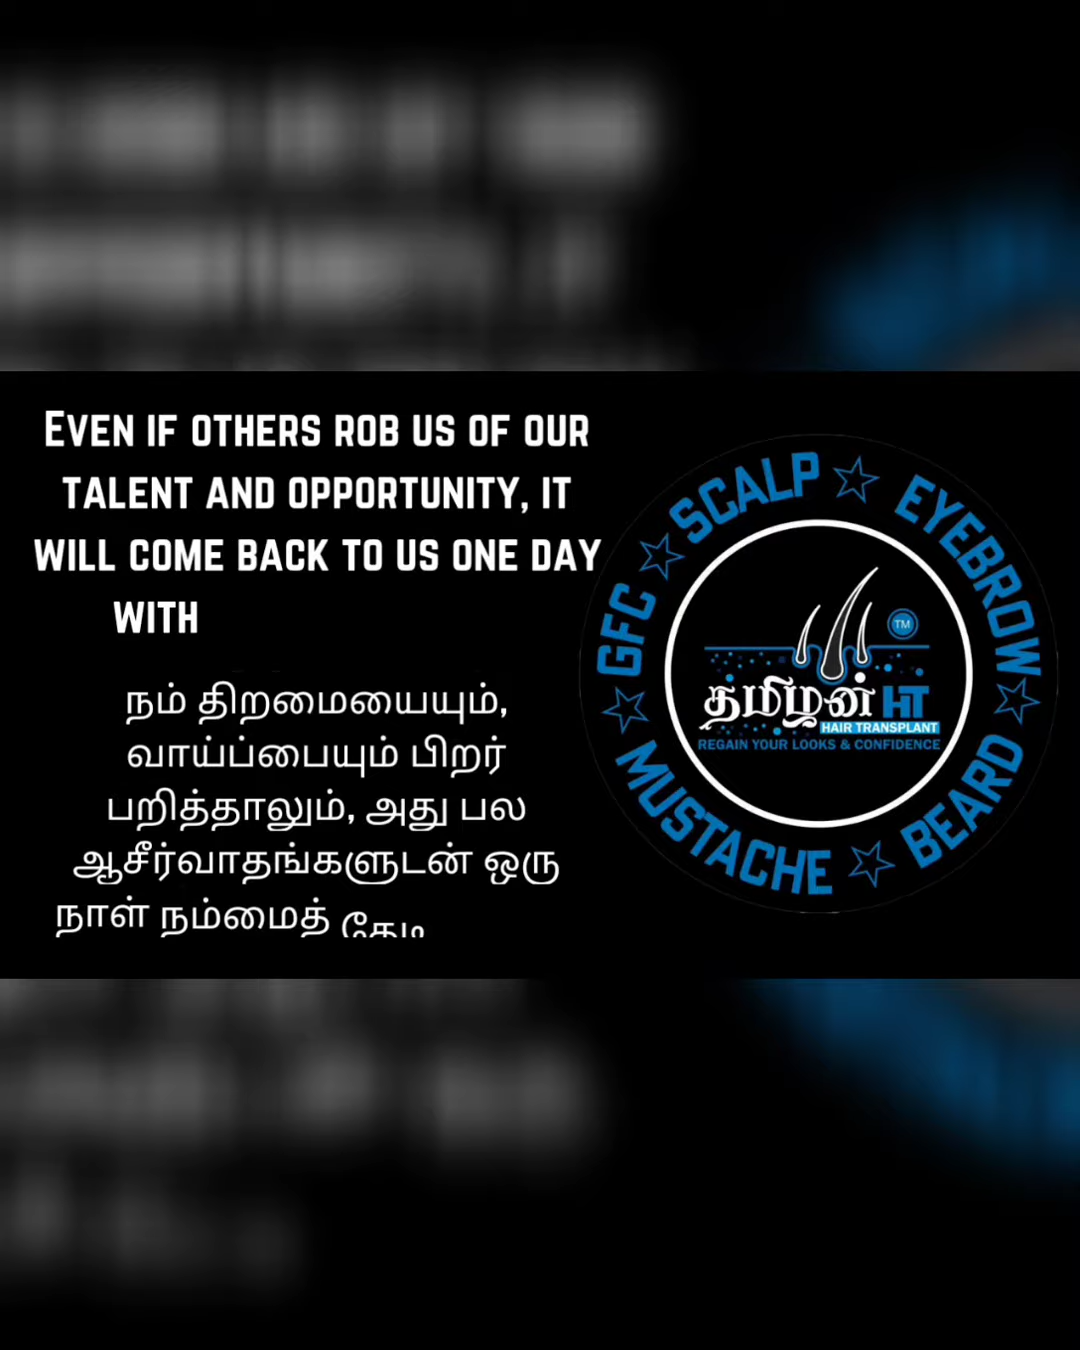 EVEN IF OTHERS ROB US OF OUR
TALENT AND OPPORTUNITY, IT
WILL COME BACK TO US ONE DAY
WITH
நம் திறமையையும்,
வாய்ப்பையும் பிறர்
பறித்தாலும், அது பல
ஆசீர்வாதங்களுடன் ஒரு
நாள் நம்மைத்
GFC ☆ SCALP ☆ EYEBROW ☆ BEARD ☆ MUSTACHE ☆
TM
தமிழன் HT
HAIR TRANSPLANT
REGAIN YOUR LOOKS & CONFIDENCE